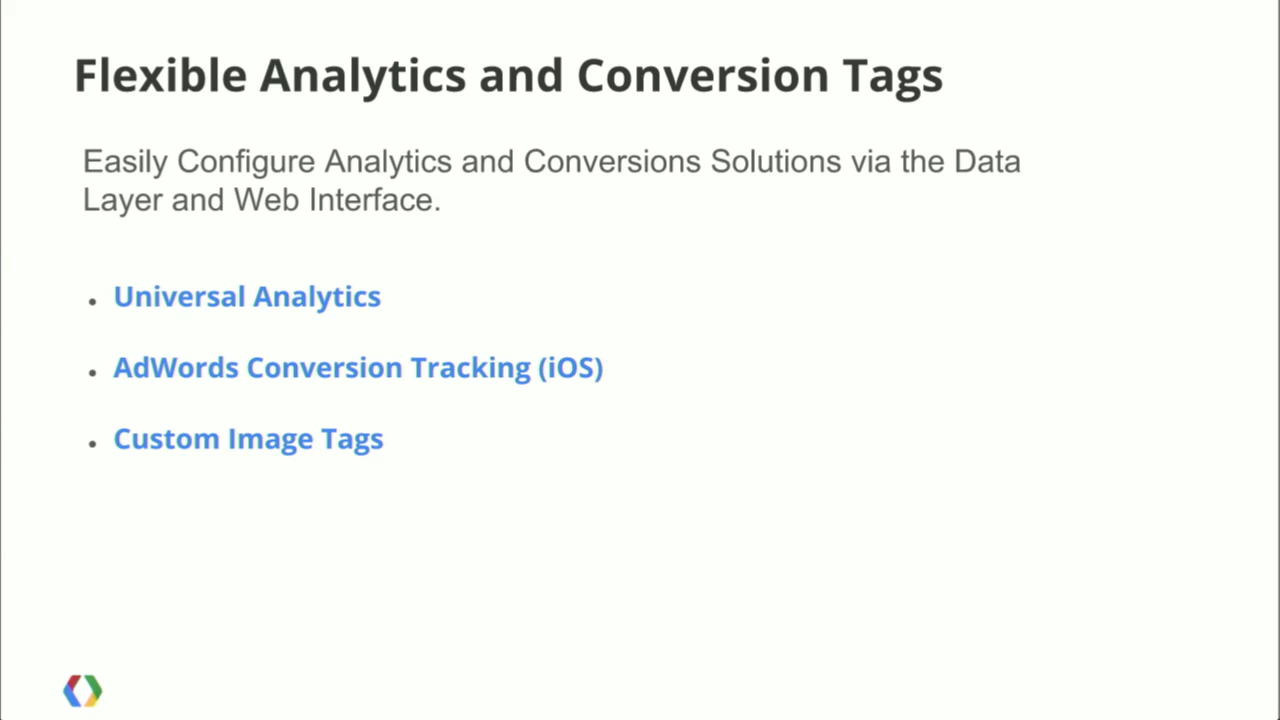 Flexible Analytics and Conversion Tags
Easily Configure Analytics and Conversions Solutions via the Data
Layer and Web Interface.
• Universal Analytics
• AdWords Conversion Tracking (iOS)
• Custom Image Tags